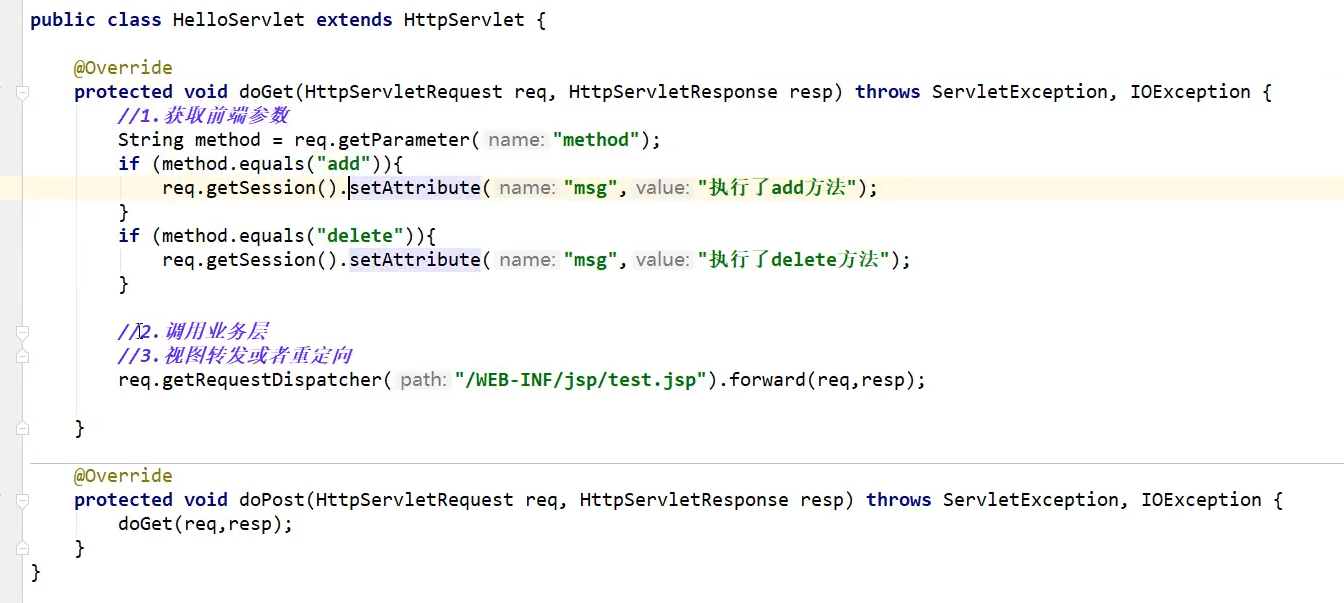 public class HelloServlet extends HttpServlet {
@Override
protected void doGet(HttpServletRequest req, HttpServletResponse resp) throws ServletException, IOException {
//1.获取前端参数
String method = req.getParameter( name: "method");
if (method.equals("add")){
req.getSession().setAttribute( name: "msg", value: "执行了add方法");
}
if (method.equals("delete")){
req.getSession().setAttribute( name: "msg", value: "执行了delete方法");
}
//2.调用业务层
//3.视图转发或者重定向
req.getRequestDispatcher( path: "/WEB-INF/jsp/test.jsp").forward(req,resp);
}
@Override
protected void doPost(HttpServletRequest req, HttpServletResponse resp) throws ServletException, IOException {
doGet(req,resp);
}
}